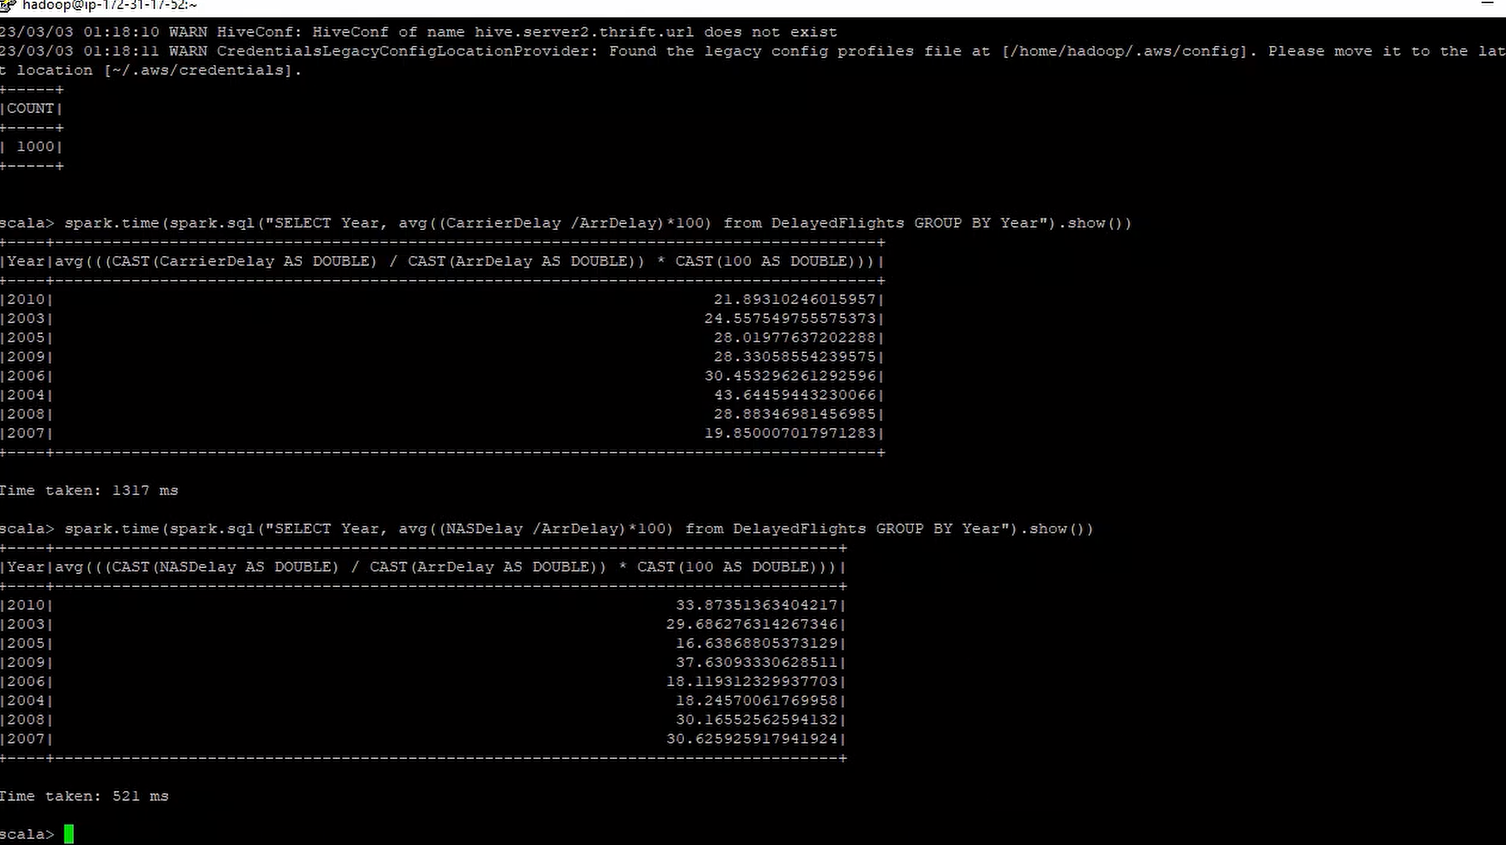 hadoop@ip-172-31-17-52:~
23/03/03 01:18:10 WARN HiveConf: HiveConf of name hive.server2.thrift.url does not exist
23/03/03 01:18:11 WARN CredentialsLegacyConfigLocationProvider: Found the legacy config profiles file at [/home/hadoop/.aws/config]. Please move it to the lat
t location [~/.aws/credentials].
+-----+
|COUNT|
+-----+
| 1000|
+-----+
scala> spark.time(spark.sql("SELECT Year, avg((CarrierDelay /ArrDelay)*100) from DelayedFlights GROUP BY Year").show())
+----+--------------------------------------------------------------------------------------+
|Year|avg(((CAST(CarrierDelay AS DOUBLE) / CAST(ArrDelay AS DOUBLE)) * CAST(100 AS DOUBLE)))|
+----+--------------------------------------------------------------------------------------+
|2010| 21.89310246015957|
|2003| 24.557549755575373|
|2005| 28.01977637202288|
|2009| 28.33058554239575|
|2006| 30.453296261292596|
|2004| 43.64459443230066|
|2008| 28.88346981456985|
|2007| 19.850007017971283|
+----+--------------------------------------------------------------------------------------+
Time taken: 1317 ms
scala> spark.time(spark.sql("SELECT Year, avg((NASDelay /ArrDelay)*100) from DelayedFlights GROUP BY Year").show())
+----+----------------------------------------------------------------------------------+
|Year|avg(((CAST(NASDelay AS DOUBLE) / CAST(ArrDelay AS DOUBLE)) * CAST(100 AS DOUBLE)))|
+----+----------------------------------------------------------------------------------+
|2010| 33.87351363404217|
|2003| 29.686276314267346|
|2005| 16.63868805373129|
|2009| 37.63093330628511|
|2006| 18.119312329937703|
|2004| 18.24570061769958|
|2008| 30.16552562594132|
|2007| 30.625925917941924|
+----+----------------------------------------------------------------------------------+
Time taken: 521 ms
scala>